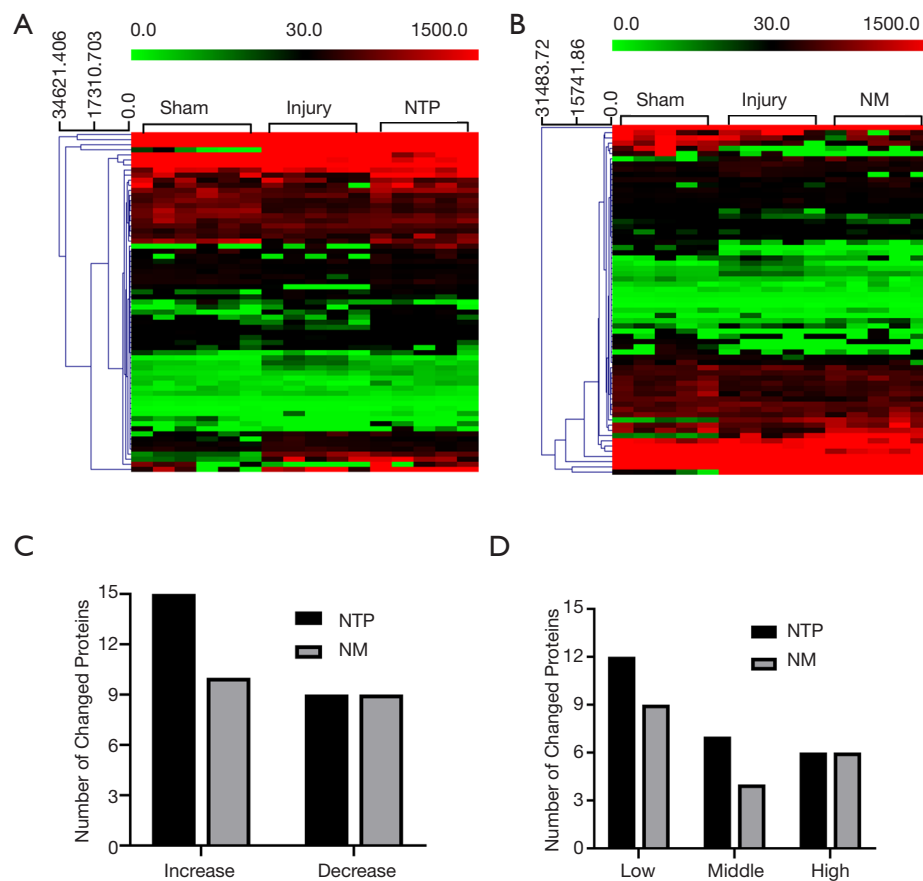 A
0.0 30.0 1500.0
34621.406
17310.703
0.0
Sham Injury NTP
B
0.0 30.0 1500.0
31483.72
15741.86
0.0
Sham Injury NM
C
Number of Changed Proteins
15
12
9
6
3
0
NTP
NM
Increase Decrease
D
Number of Changed Proteins
15
12
9
6
3
0
NTP
NM
Low Middle High